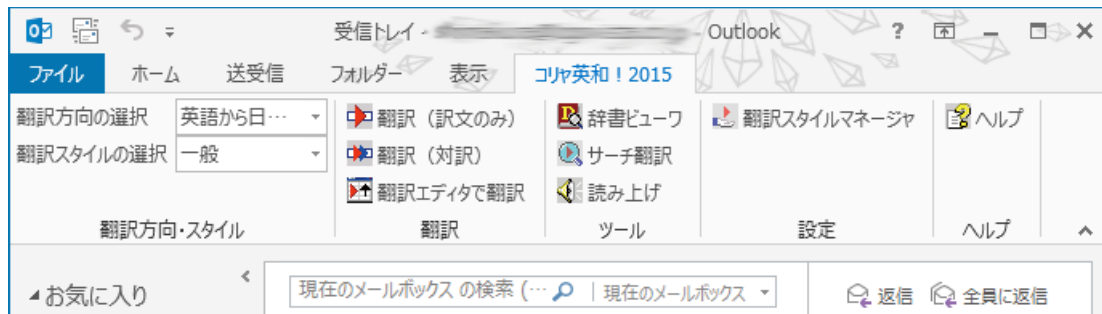 受信トレイ - - Outlook ?
ファイル ホーム 送受信 フォルダー 表示 コリャ英和！2015
翻訳方向の選択 英語から日… 翻訳（訳文のみ） 辞書ビューワ 翻訳スタイルマネージャ ヘルプ
翻訳スタイルの選択 一般 翻訳（対訳） サーチ翻訳
翻訳エディタで翻訳 読み上げ
翻訳方向・スタイル 翻訳 ツール 設定 ヘルプ
お気に入り 現在のメールボックス の検索 (… 現在のメールボックス 返信 全員に返信